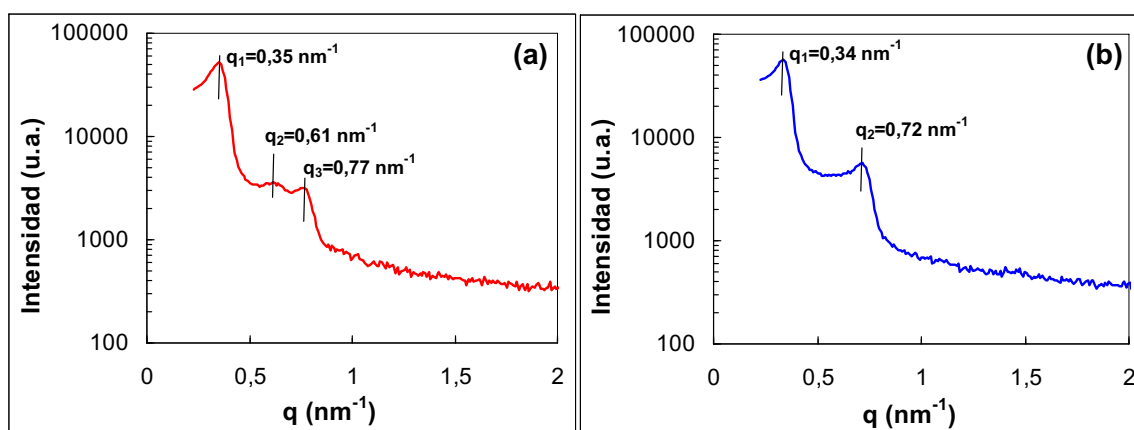 (a)
q₁=0,35 nm⁻¹
q₂=0,61 nm⁻¹
q₃=0,77 nm⁻¹
Intensidad (u.a.)
100000
10000
1000
100
0 0,5 1 1,5 2
q (nm⁻¹)
(b)
q₁=0,34 nm⁻¹
q₂=0,72 nm⁻¹
Intensidad (u.a.)
100000
10000
1000
100
0 0,5 1 1,5 2
q (nm⁻¹)